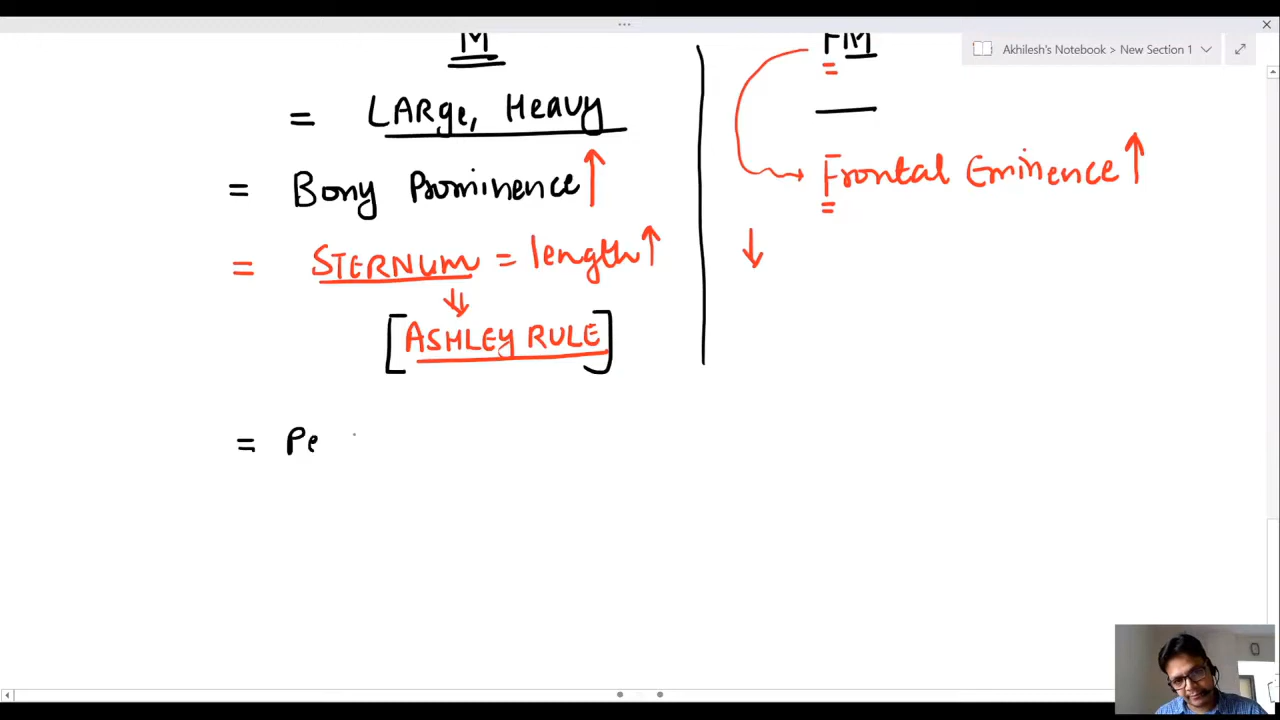 Akhilesh's Notebook > New Section 1
M
FM
= LARge, Heavy
Frontal Eminence ↑
= Bony Prominence ↑
= STERNUM = length ↑
↓
[ASHLEY RULE]
= Pe